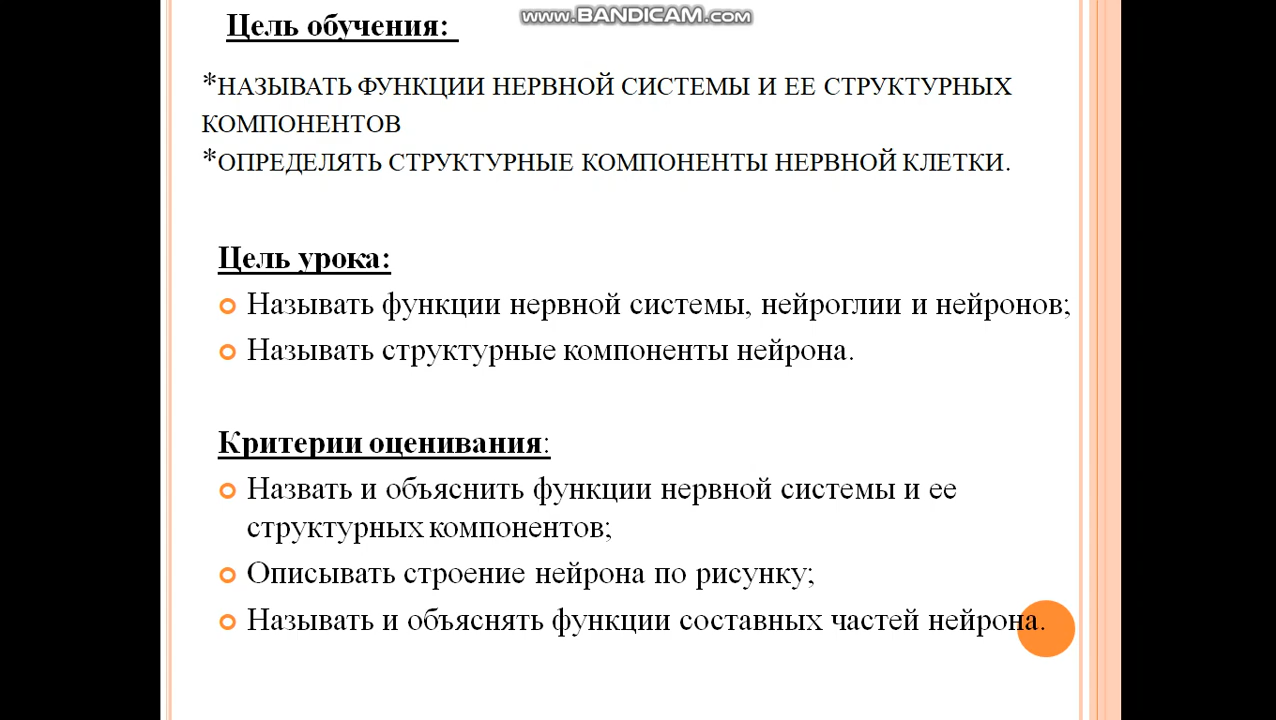 www.BANDICAM.com
Цель обучения:
*НАЗЫВАТЬ ФУНКЦИИ НЕРВНОЙ СИСТЕМЫ И ЕЕ СТРУКТУРНЫХ
КОМПОНЕНТОВ
*ОПРЕДЕЛЯТЬ СТРУКТУРНЫЕ КОМПОНЕНТЫ НЕРВНОЙ КЛЕТКИ.
Цель урока:
Называть функции нервной системы, нейроглии и нейронов;
Называть структурные компоненты нейрона.
Критерии оценивания:
Назвать и объяснить функции нервной системы и ее
структурных компонентов;
Описывать строение нейрона по рисунку;
Называть и объяснять функции составных частей нейрона.